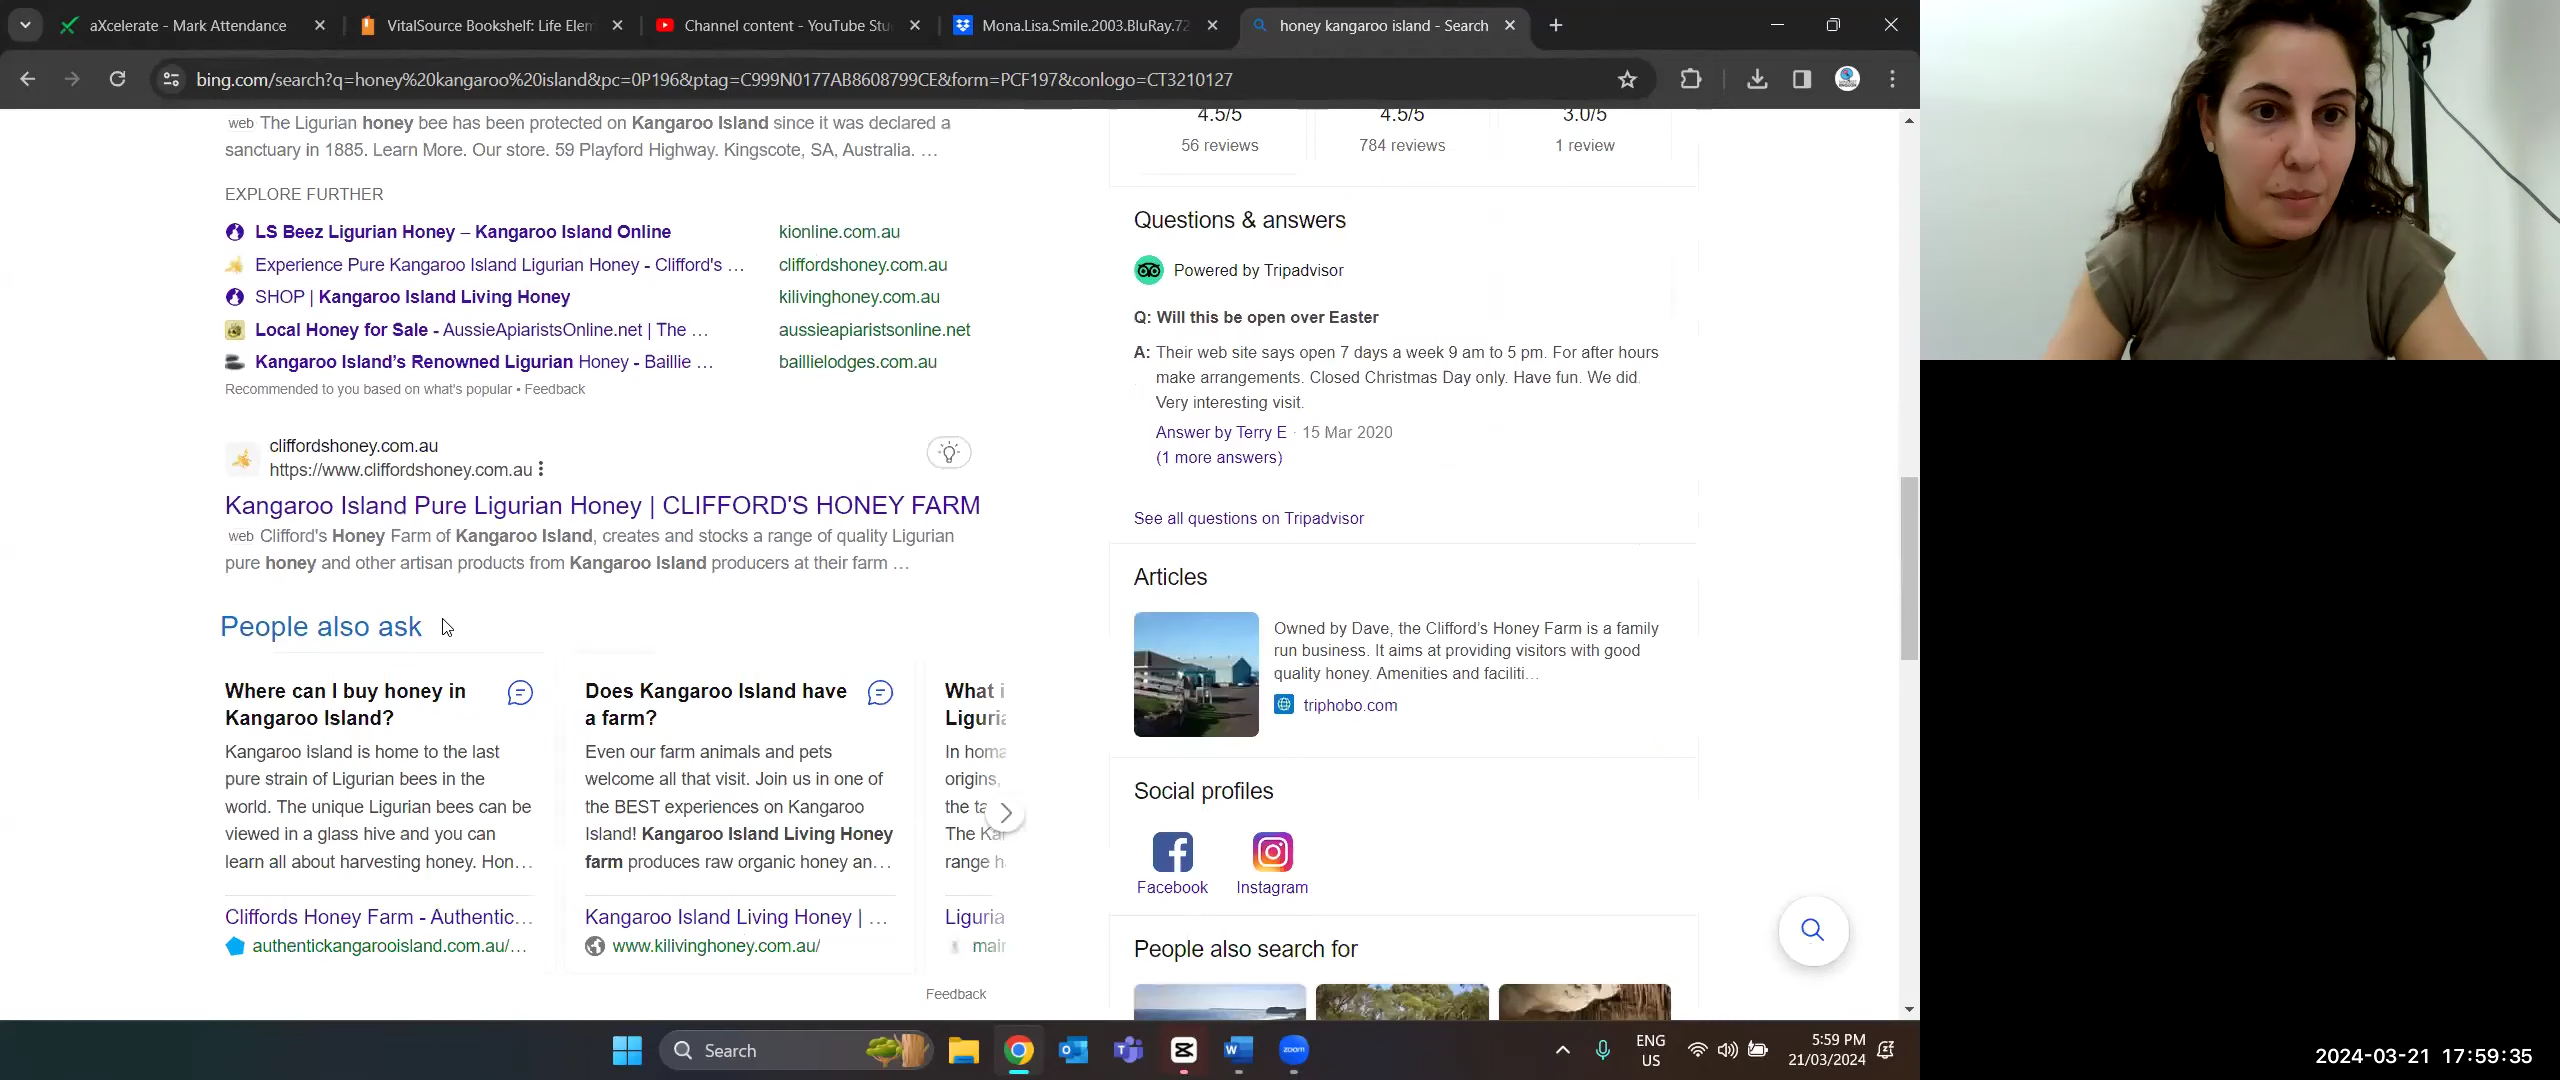 aXcelerate - Mark Attendance
VitalSource Bookshelf: Life Elem
Channel content - YouTube Stu
Mona.Lisa.Smile.2003.BluRay.72
honey kangaroo island - Search
bing.com/search?q=honey%20kangaroo%20island&pc=0P196&ptag=C999N0177AB8608799CE&form=PCF197&conlogo=CT3210127
web The Ligurian honey bee has been protected on Kangaroo Island since it was declared a
sanctuary in 1885. Learn More. Our store. 59 Playford Highway. Kingscote, SA, Australia. …
EXPLORE FURTHER
LS Beez Ligurian Honey – Kangaroo Island Online kionline.com.au
Experience Pure Kangaroo Island Ligurian Honey - Clifford's … cliffordshoney.com.au
SHOP | Kangaroo Island Living Honey kilivinghoney.com.au
Local Honey for Sale - AussieApiaristsOnline.net | The … aussieapiaristsonline.net
Kangaroo Island’s Renowned Ligurian Honey - Baillie … baillielodges.com.au
Recommended to you based on what's popular • Feedback
cliffordshoney.com.au
https://www.cliffordshoney.com.au
Kangaroo Island Pure Ligurian Honey | CLIFFORD'S HONEY FARM
web Clifford's Honey Farm of Kangaroo Island, creates and stocks a range of quality Ligurian
pure honey and other artisan products from Kangaroo Island producers at their farm …
People also ask
Where can I buy honey in
Kangaroo Island?
Kangaroo Island is home to the last
pure strain of Ligurian bees in the
world. The unique Ligurian bees can be
viewed in a glass hive and you can
learn all about harvesting honey. Hon…
Cliffords Honey Farm - Authentic…
authentickangarooisland.com.au/…
Does Kangaroo Island have
a farm?
Even our farm animals and pets
welcome all that visit. Join us in one of
the BEST experiences on Kangaroo
Island! Kangaroo Island Living Honey
farm produces raw organic honey an…
Kangaroo Island Living Honey | …
www.kilivinghoney.com.au/
What i
Liguria
In homa
origins,
the ta
The Ka
range h
Liguria
mair
Feedback
4.5/5 4.5/5 3.0/5
56 reviews 784 reviews 1 review
Questions & answers
Powered by Tripadvisor
Q: Will this be open over Easter
A: Their web site says open 7 days a week 9 am to 5 pm. For after hours
make arrangements. Closed Christmas Day only. Have fun. We did.
Very interesting visit.
Answer by Terry E · 15 Mar 2020
(1 more answers)
See all questions on Tripadvisor
Articles
Owned by Dave, the Clifford’s Honey Farm is a family
run business. It aims at providing visitors with good
quality honey. Amenities and faciliti…
triphobo.com
Social profiles
Facebook Instagram
People also search for
Search
zoom
ENG
US
5:59 PM
21/03/2024
2024-03-21 17:59:35